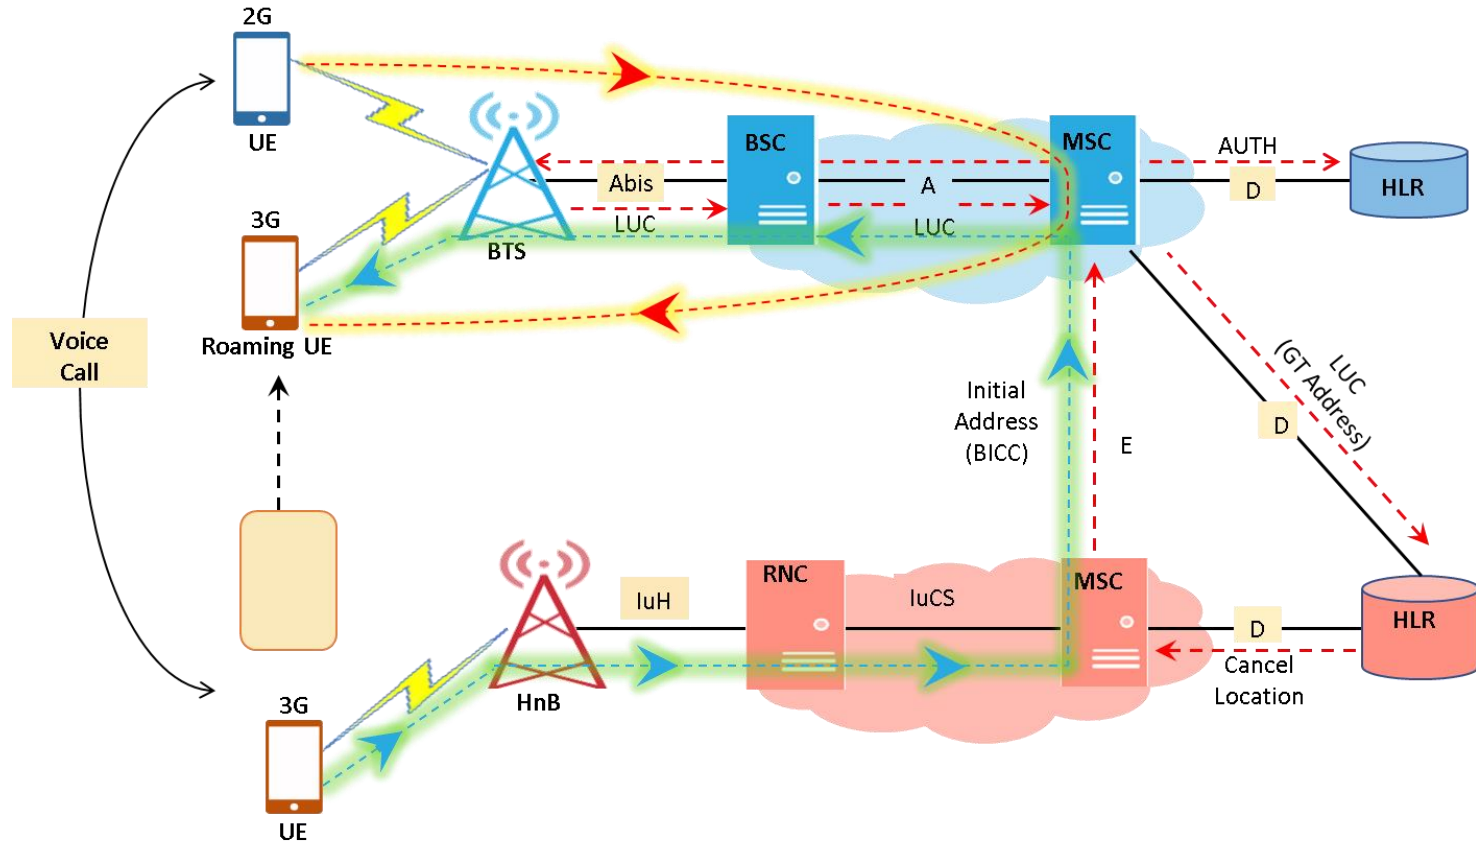 2G
UE
BSC
MSC
AUTH
Abis
A
D
HLR
LUC
LUC
BTS
3G
Roaming UE
Voice
Call
Initial
Address
(BICC)
E
LUC
(GT Address)
D
RNC
MSC
IuH
IuCS
HLR
D
Cancel
Location
HnB
3G
UE